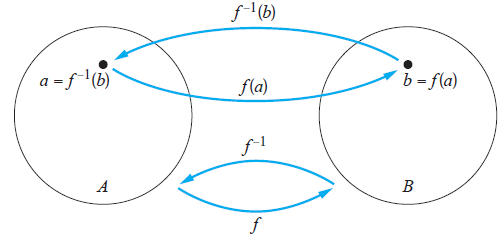 f⁻¹(b)
a = f⁻¹(b)
f(a)
b = f(a)
f⁻¹
A
B
f